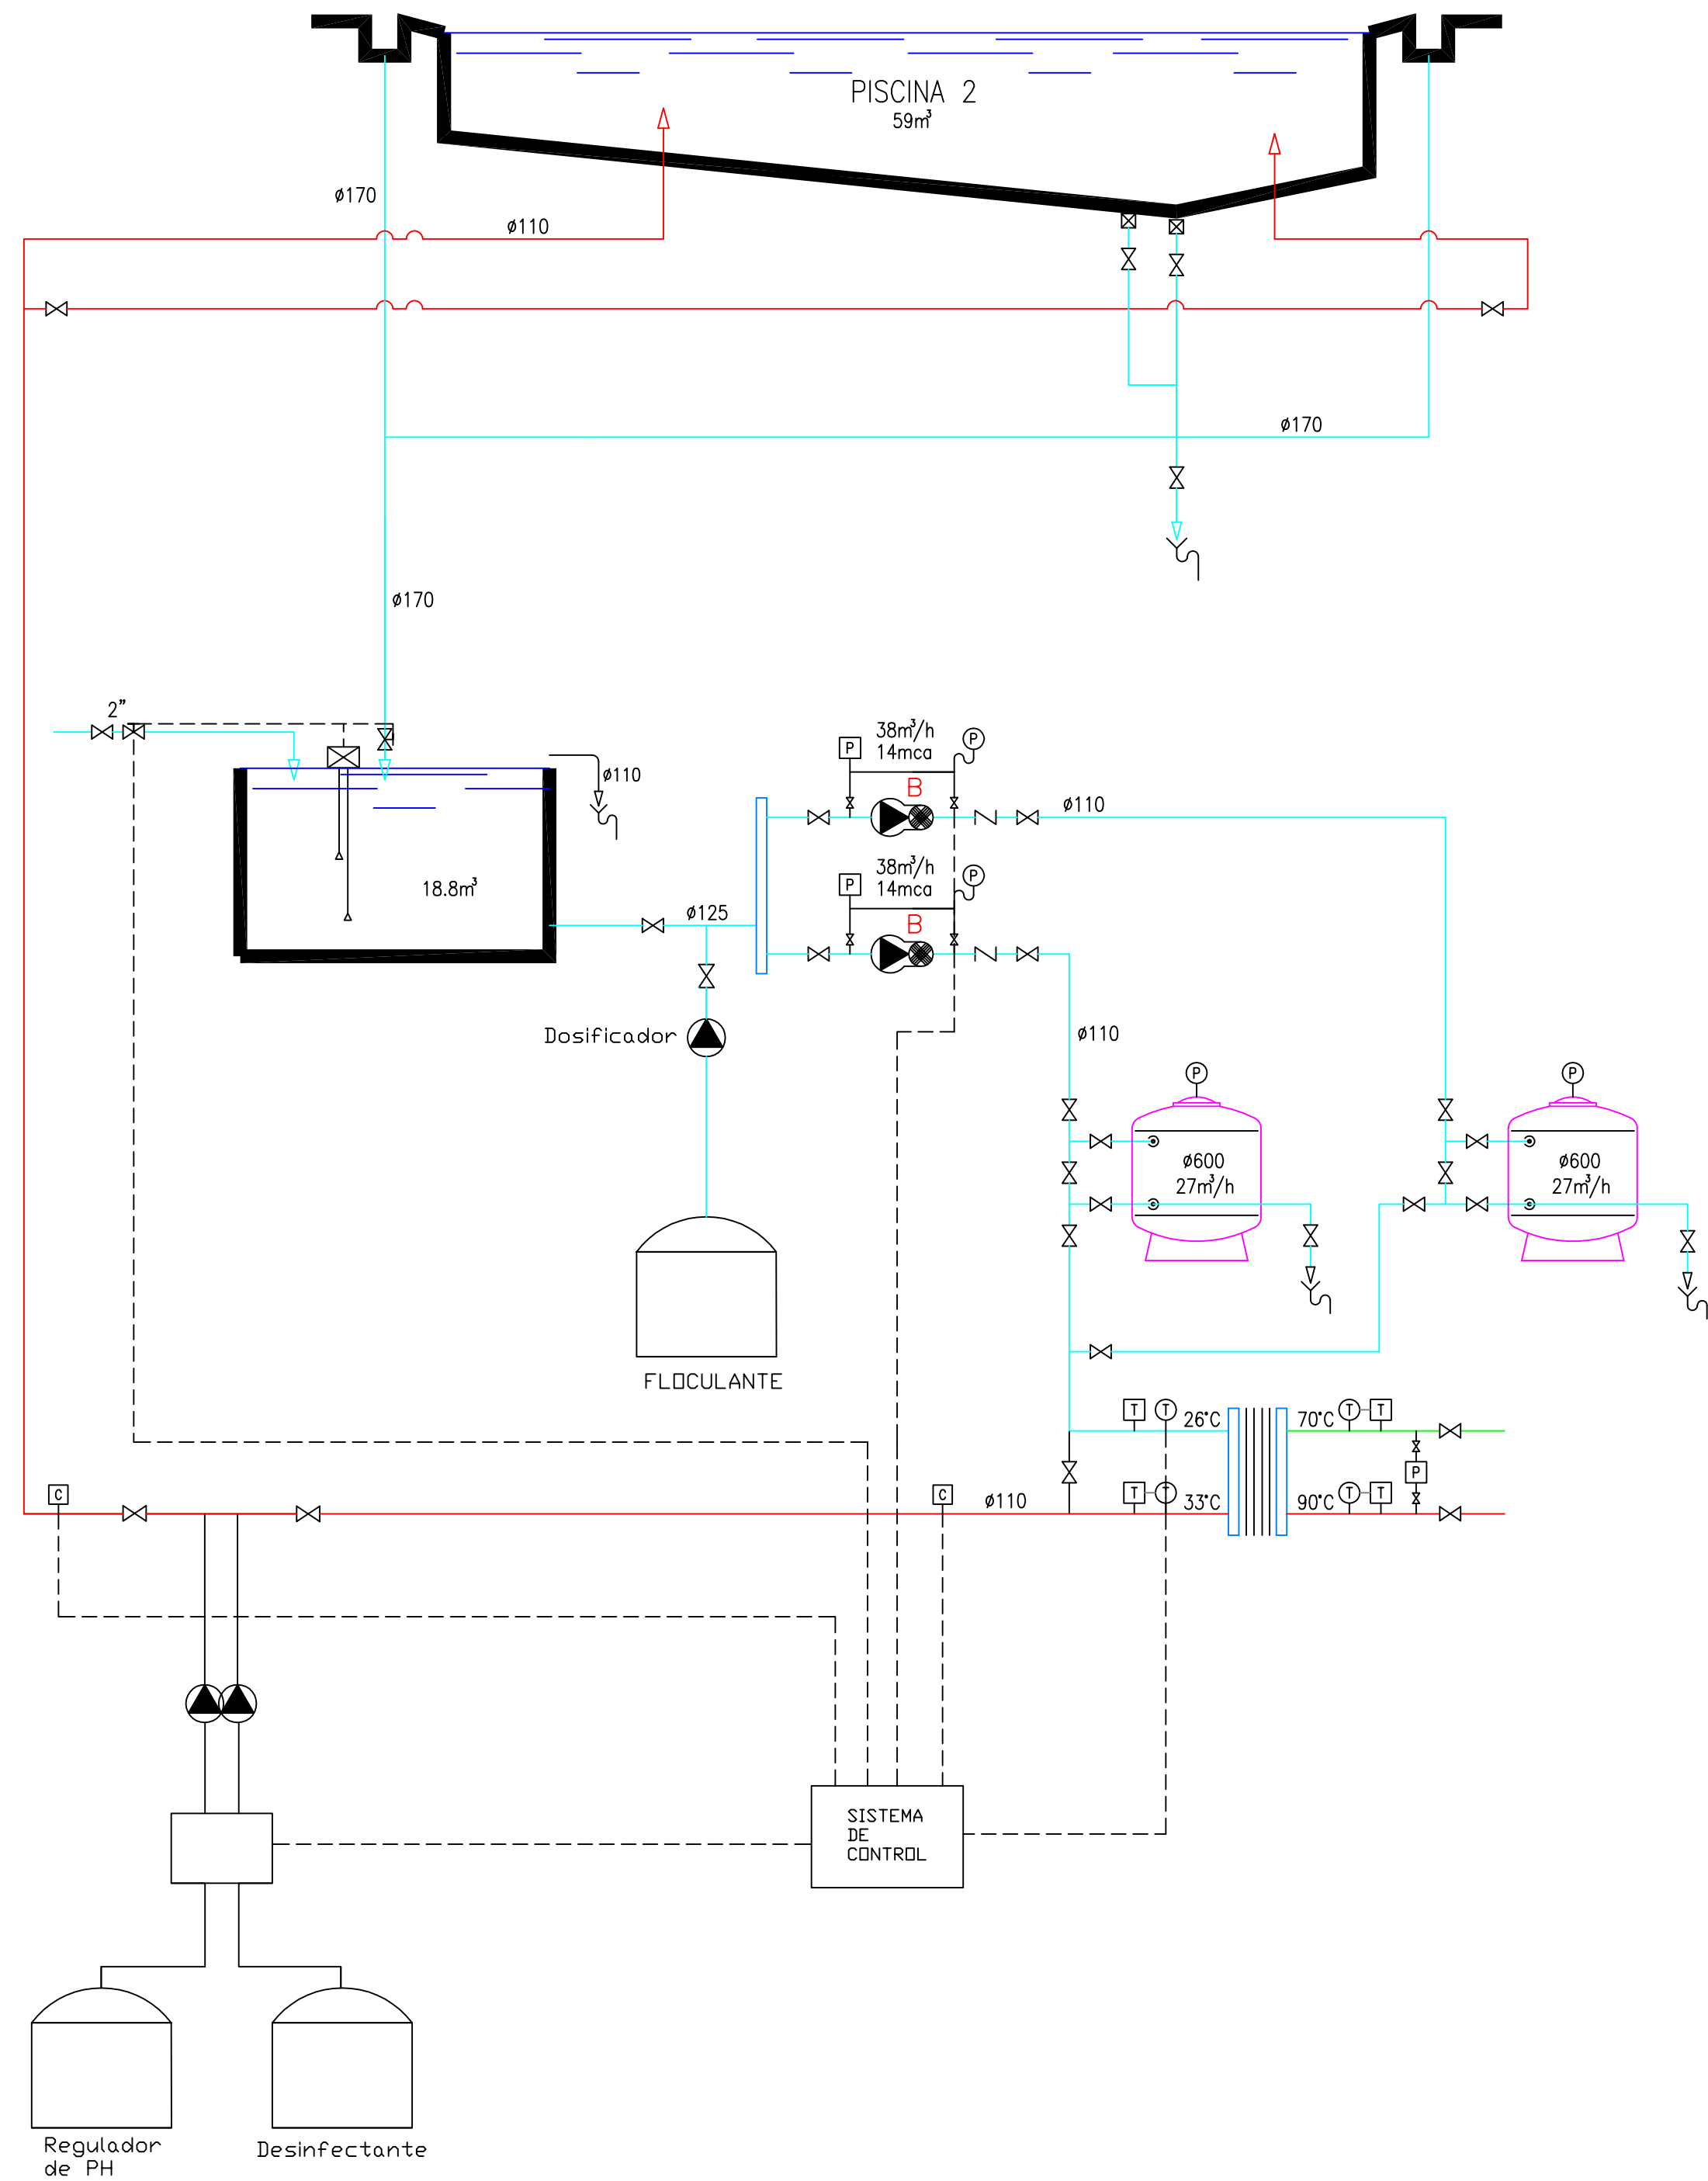 PISCINA 2
59m³
ø170
ø110
ø170
ø170
2"
38m³/h
14mca
P
P
B
ø110
ø110
38m³/h
14mca
P
P
B
18.8m³
ø125
Dosificador
ø110
P
P
ø600
27m³/h
ø600
27m³/h
FLOCULANTE
T
T
26°C
70°C
T
T
P
C
C
ø110
T
T
33°C
90°C
T
T
SISTEMA
DE
CONTROL
Regulador
de PH
Desinfectante